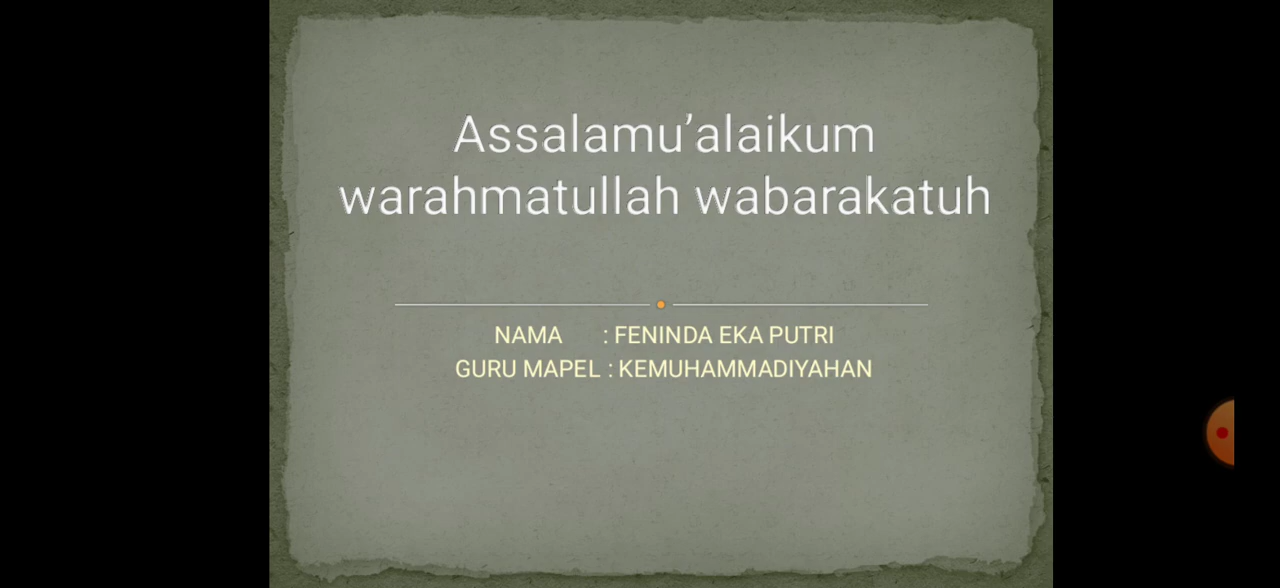 Assalamu’alaikum
warahmatullah wabarakatuh
NAMA : FENINDA EKA PUTRI
GURU MAPEL : KEMUHAMMADIYAHAN